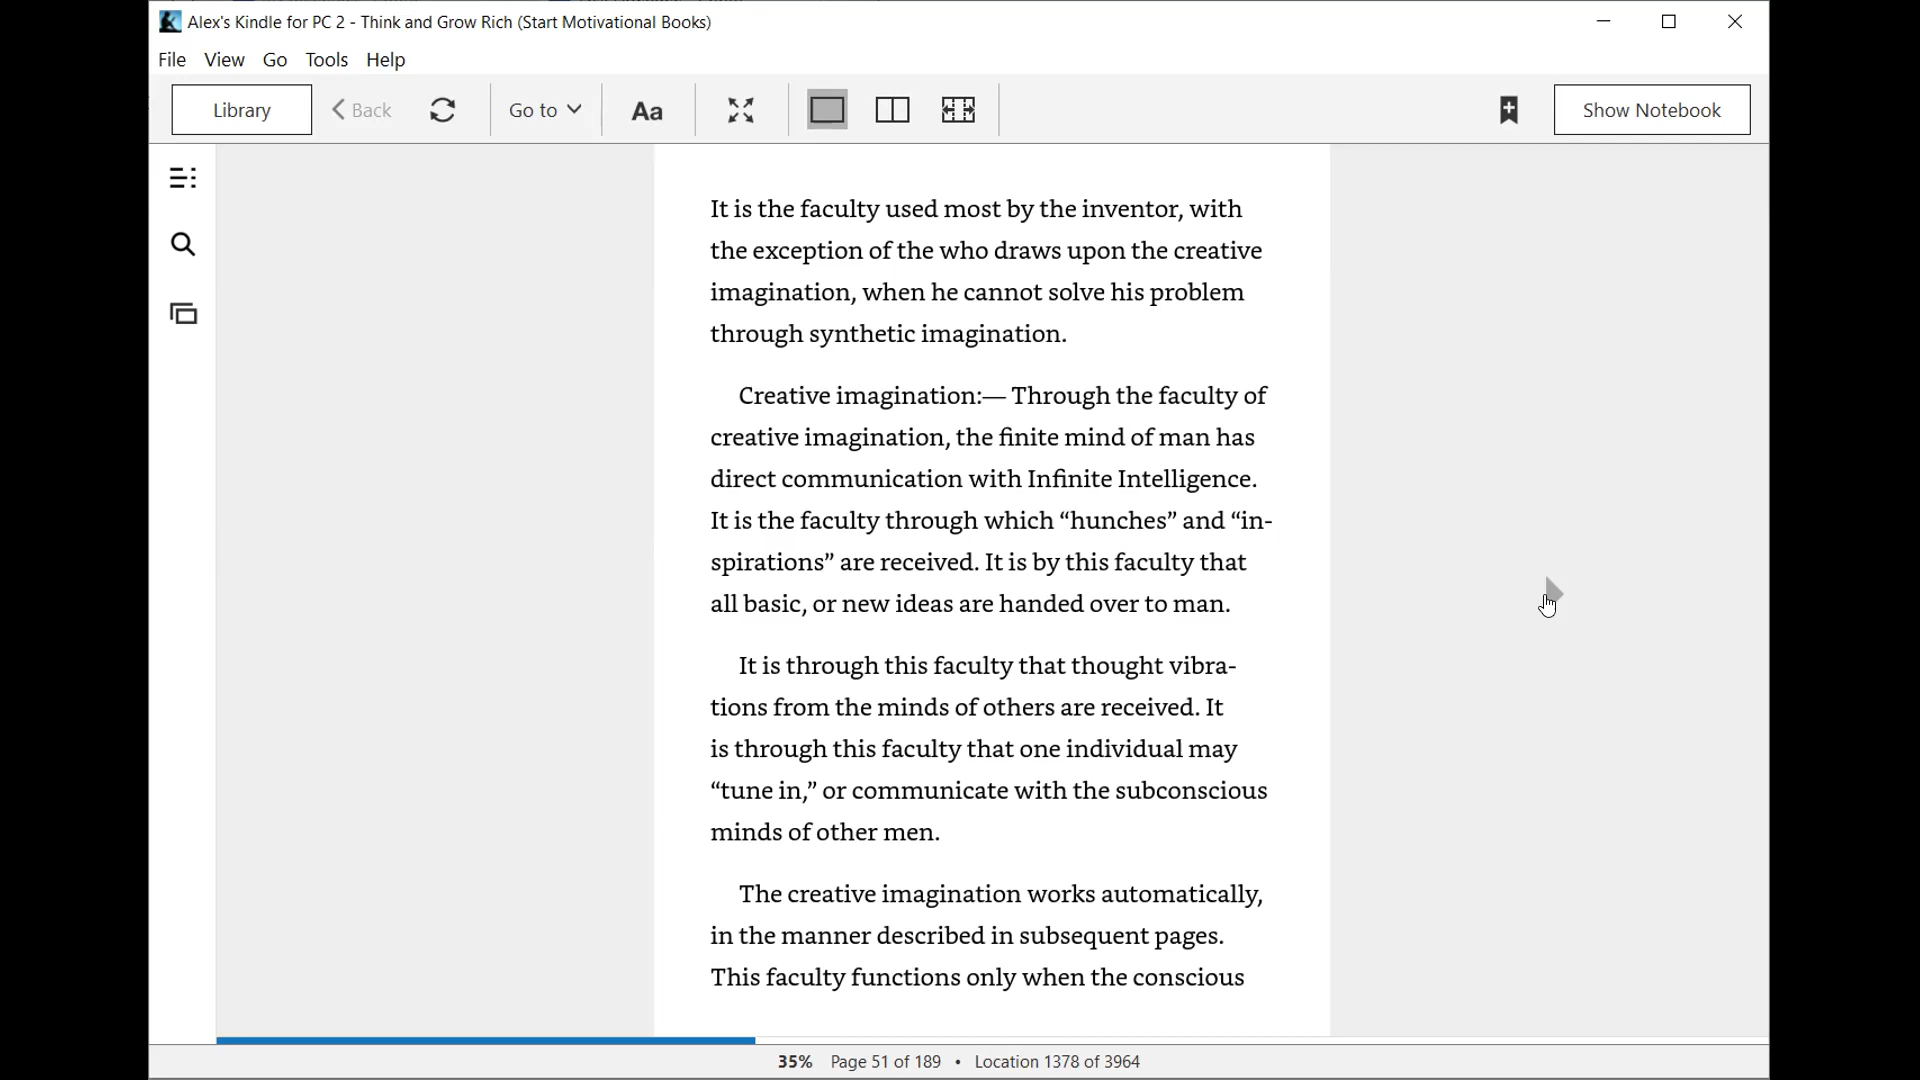 Alex's Kindle for PC 2 - Think and Grow Rich (Start Motivational Books)
File View Go Tools Help
Library Back Go to Aa Show Notebook
It is the faculty used most by the inventor, with
the exception of the who draws upon the creative
imagination, when he cannot solve his problem
through synthetic imagination.
Creative imagination:— Through the faculty of
creative imagination, the finite mind of man has
direct communication with Infinite Intelligence.
It is the faculty through which “hunches” and “in-
spirations” are received. It is by this faculty that
all basic, or new ideas are handed over to man.
It is through this faculty that thought vibra-
tions from the minds of others are received. It
is through this faculty that one individual may
“tune in,” or communicate with the subconscious
minds of other men.
The creative imagination works automatically,
in the manner described in subsequent pages.
This faculty functions only when the conscious
35% Page 51 of 189 • Location 1378 of 3964